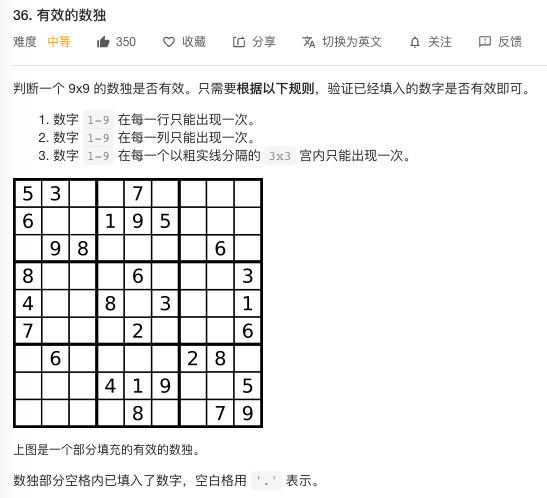 36. 有效的数独
难度 中等 350 收藏 分享 切换为英文 关注 反馈
判断一个 9x9 的数独是否有效。只需要根据以下规则，验证已经填入的数字是否有效即可。
1. 数字 1-9 在每一行只能出现一次。
2. 数字 1-9 在每一列只能出现一次。
3. 数字 1-9 在每一个以粗实线分隔的 3x3 宫内只能出现一次。
5 3 7
6 1 9 5
9 8 6
8 6 3
4 8 3 1
7 2 6
6 2 8
4 1 9 5
8 7 9
上图是一个部分填充的有效的数独。
数独部分空格内已填入了数字，空白格用 '.' 表示。